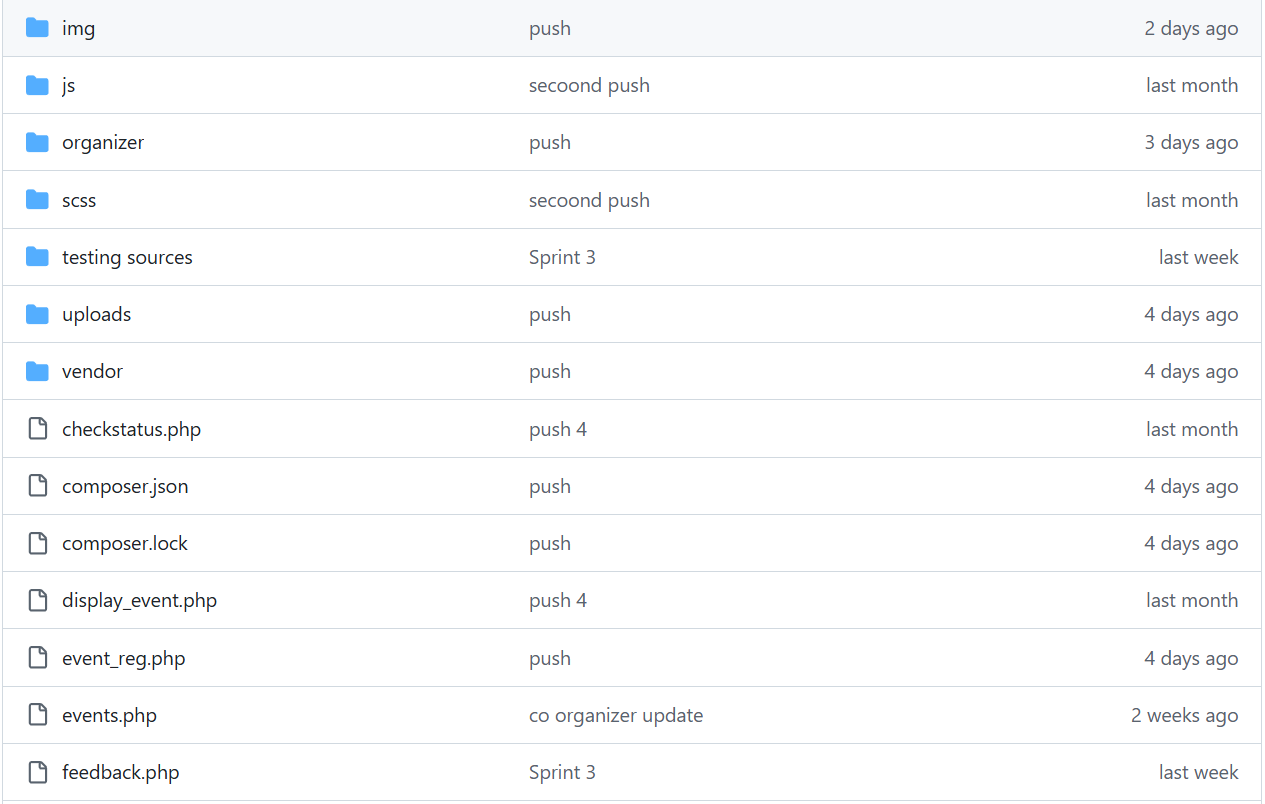 img push 2 days ago
js secoond push last month
organizer push 3 days ago
scss secoond push last month
testing sources Sprint 3 last week
uploads push 4 days ago
vendor push 4 days ago
checkstatus.php push 4 last month
composer.json push 4 days ago
composer.lock push 4 days ago
display_event.php push 4 last month
event_reg.php push 4 days ago
events.php co organizer update 2 weeks ago
feedback.php Sprint 3 last week